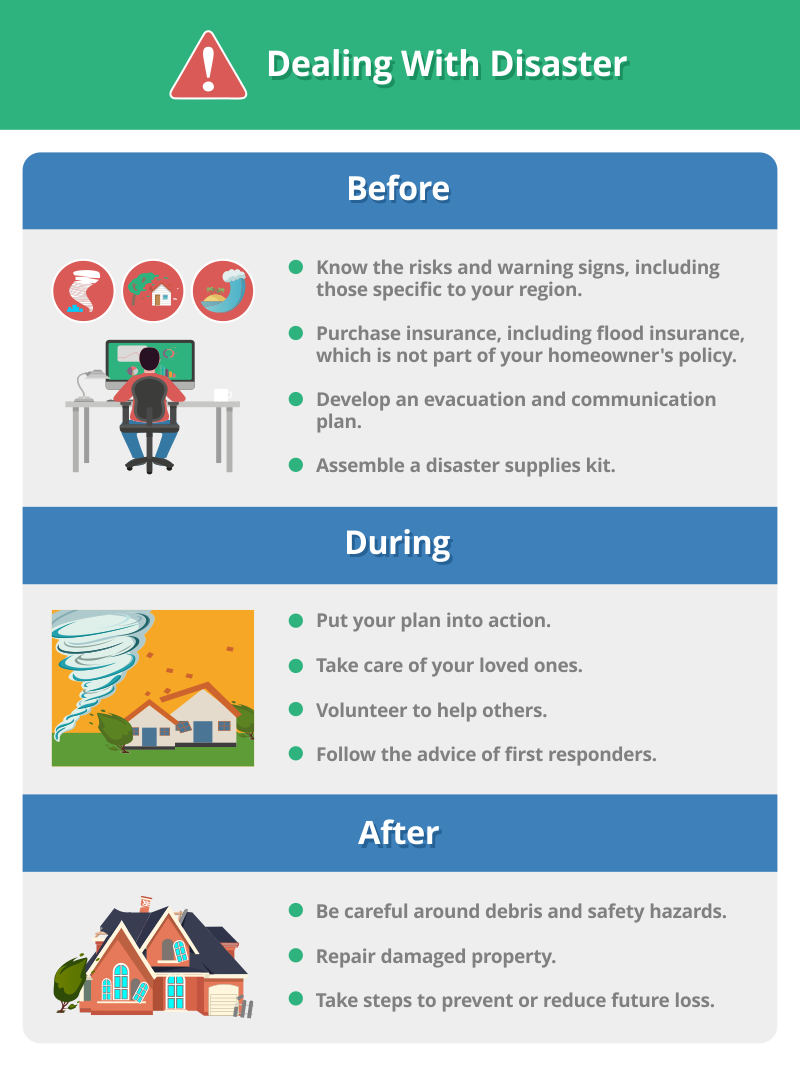 Dealing With Disaster
Before
Know the risks and warning signs, including
those specific to your region.
Purchase insurance, including flood insurance,
which is not part of your homeowner's policy.
Develop an evacuation and communication
plan.
Assemble a disaster supplies kit.
During
Put your plan into action.
Take care of your loved ones.
Volunteer to help others.
Follow the advice of first responders.
After
Be careful around debris and safety hazards.
Repair damaged property.
Take steps to prevent or reduce future loss.